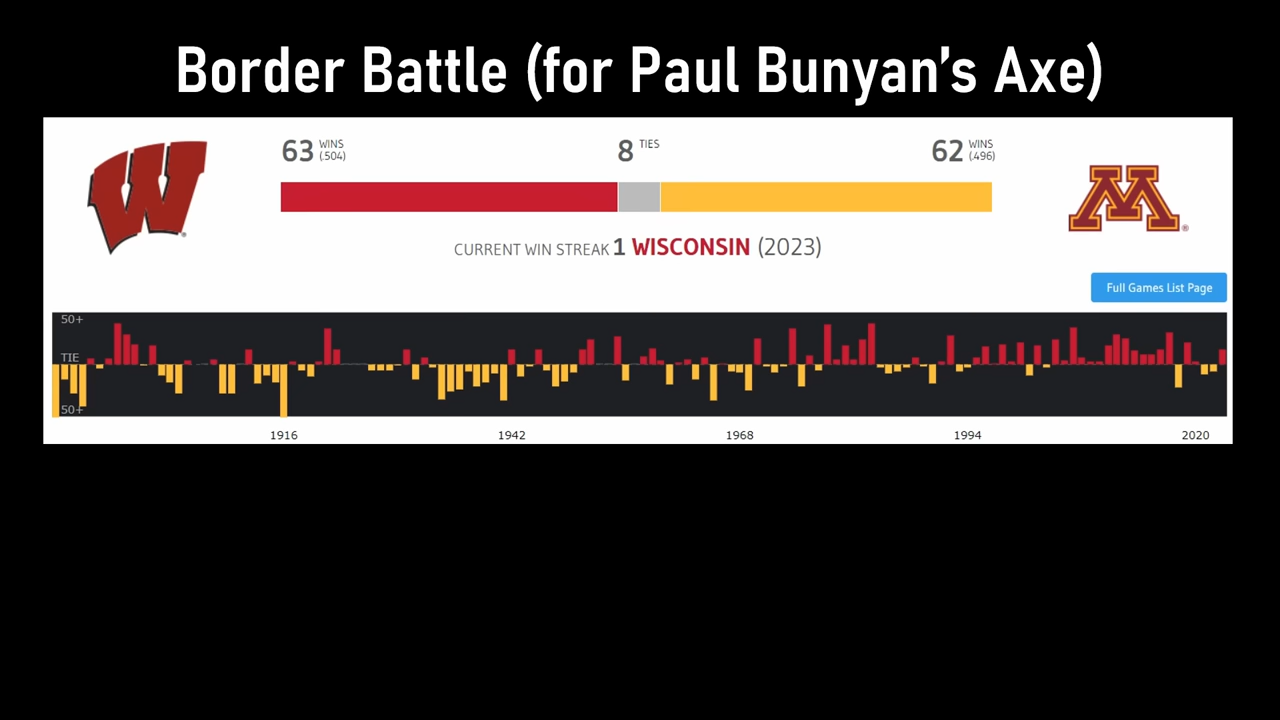 Border Battle (for Paul Bunyan's Axe)
W
63 WINS (.504)
8 TIES
62 WINS (.496)
M
®
CURRENT WIN STREAK 1 WISCONSIN (2023)
Full Games List Page
50+
TIE
50+
1916 1942 1968 1994 2020